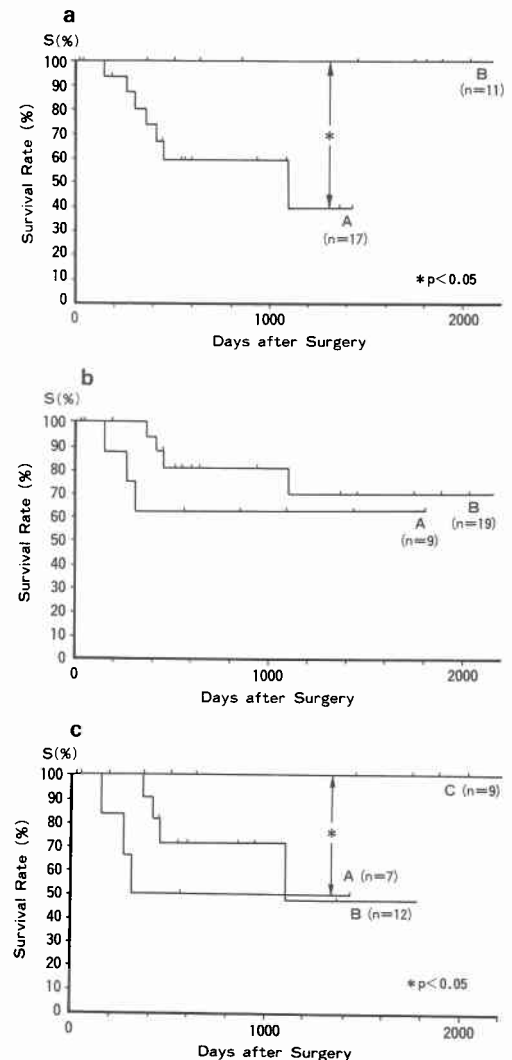 a
S(%)
100
90
80
70
60
50
40
30
20
10
0
Survival Rate (%)
B
(n=11)
*
A
(n=17)
* p<0.05
0
1000
2000
Days after Surgery
b
S(%)
100
90
80
70
60
50
40
30
20
10
0
Survival Rate (%)
A
(n=9)
B
(n=19)
0
1000
2000
Days after Surgery
c
S(%)
100
90
80
70
60
50
40
30
20
10
0
Survival Rate (%)
C (n=9)
*
A (n=7)
B (n=12)
* p<0.05
0
1000
2000
Days after Surgery